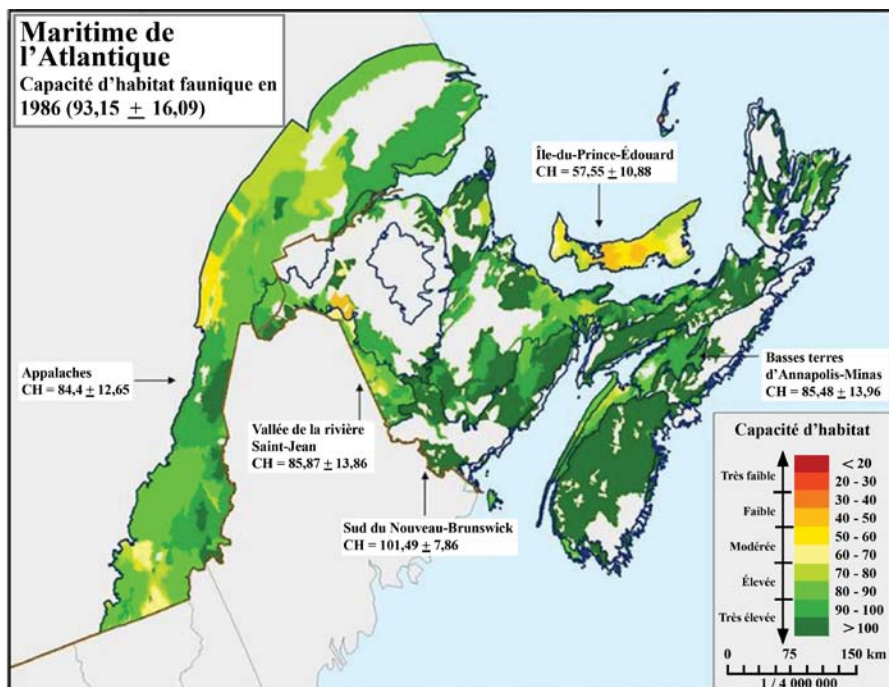 Maritime de
l'Atlantique
Capacité d'habitat faunique en
1986 (93,15 ± 16,09)
Île-du-Prince-Édouard
CH = 57,55 ± 10,88
Appalaches
CH = 84,4 ± 12,65
Basses terres
d'Annapolis-Minas
CH = 85,48 ± 13,96
Vallée de la rivière
Saint-Jean
CH = 85,87 ± 13,86
Sud du Nouveau-Brunswick
CH = 101,49 ± 7,86
Capacité d'habitat
< 20
Très faible
20 - 30
30 - 40
Faible
40 - 50
50 - 60
Modérée
60 - 70
70 - 80
Élevée
80 - 90
90 - 100
Très élevée
> 100
0 75 150 km
1 / 4 000 000